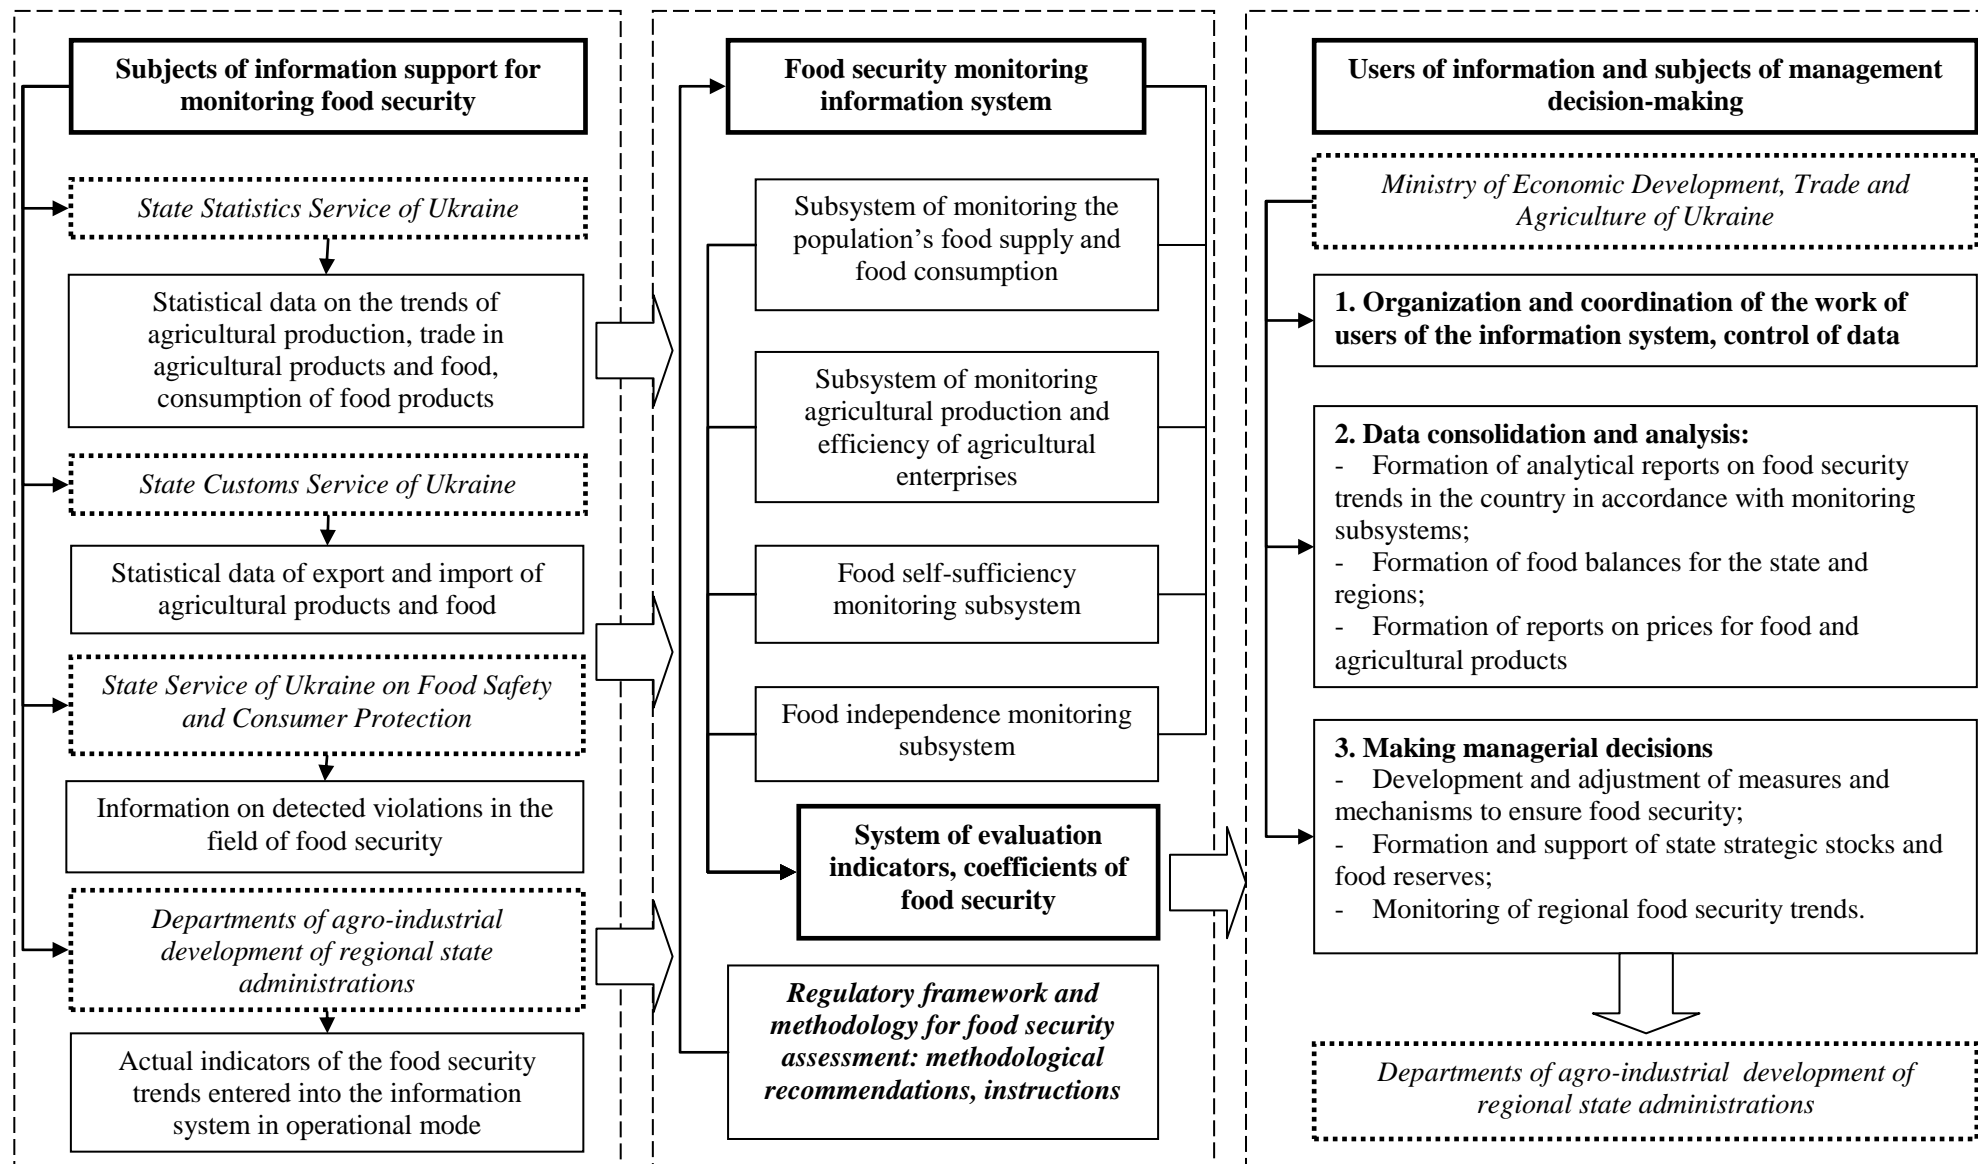 Subjects of information support for
monitoring food security
State Statistics Service of Ukraine
Statistical data on the trends of
agricultural production, trade in
agricultural products and food,
consumption of food products
State Customs Service of Ukraine
Statistical data of export and import of
agricultural products and food
State Service of Ukraine on Food Safety
and Consumer Protection
Information on detected violations in the
field of food security
Departments of agro-industrial
development of regional state
administrations
Actual indicators of the food security
trends entered into the information
system in operational mode
Food security monitoring
information system
Subsystem of monitoring the
population’s food supply and
food consumption
Subsystem of monitoring
agricultural production and
efficiency of agricultural
enterprises
Food self-sufficiency
monitoring subsystem
Food independence monitoring
subsystem
System of evaluation
indicators, coefficients of
food security
Regulatory framework and
methodology for food security
assessment: methodological
recommendations, instructions
Users of information and subjects of management
decision-making
Ministry of Economic Development, Trade and
Agriculture of Ukraine
1. Organization and coordination of the work of
users of the information system, control of data
2. Data consolidation and analysis:
- Formation of analytical reports on food security
trends in the country in accordance with monitoring
subsystems;
- Formation of food balances for the state and
regions;
- Formation of reports on prices for food and
agricultural products
3. Making managerial decisions
- Development and adjustment of measures and
mechanisms to ensure food security;
- Formation and support of state strategic stocks and
food reserves;
- Monitoring of regional food security trends.
Departments of agro-industrial development of
regional state administrations